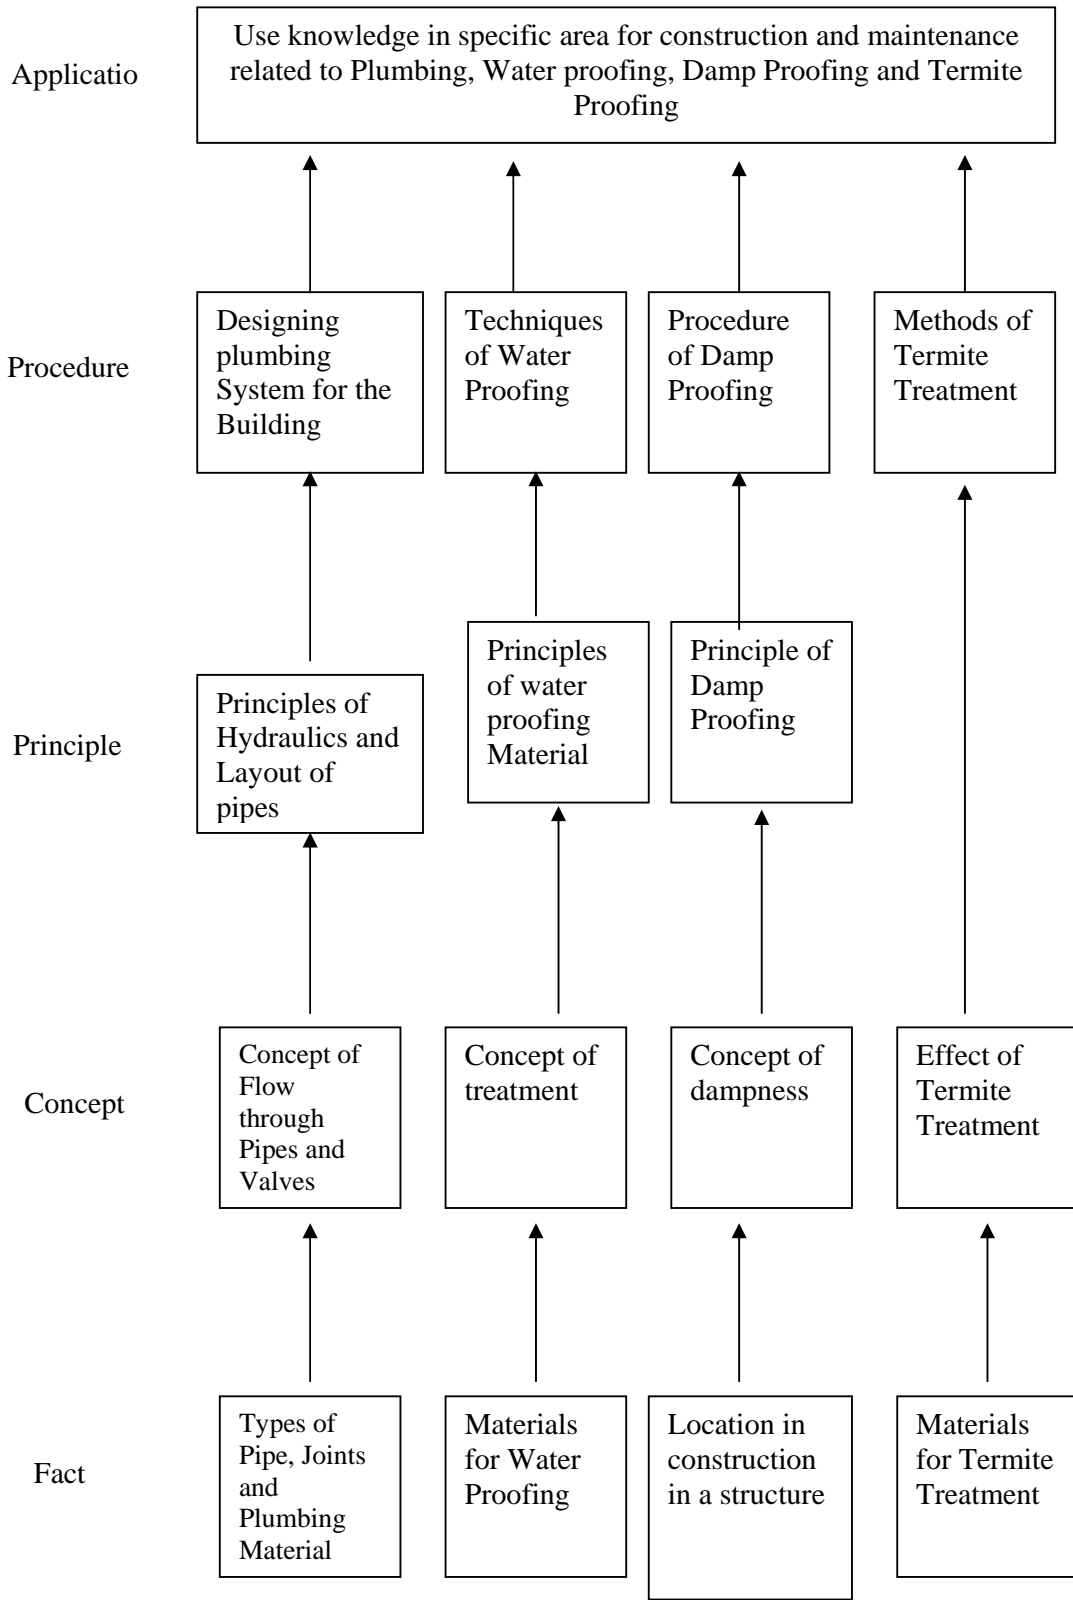 Applicatio
Use knowledge in specific area for construction and maintenance
related to Plumbing, Water proofing, Damp Proofing and Termite
Proofing
Procedure
Designing
plumbing
System for the
Building
Techniques
of Water
Proofing
Procedure
of Damp
Proofing
Methods of
Termite
Treatment
Principle
Principles of
Hydraulics and
Layout of
pipes
Principles
of water
proofing
Material
Principle of
Damp
Proofing
Concept
Concept of
Flow
through
Pipes and
Valves
Concept of
treatment
Concept of
dampness
Effect of
Termite
Treatment
Fact
Types of
Pipe, Joints
and
Plumbing
Material
Materials
for Water
Proofing
Location in
construction
in a structure
Materials
for Termite
Treatment